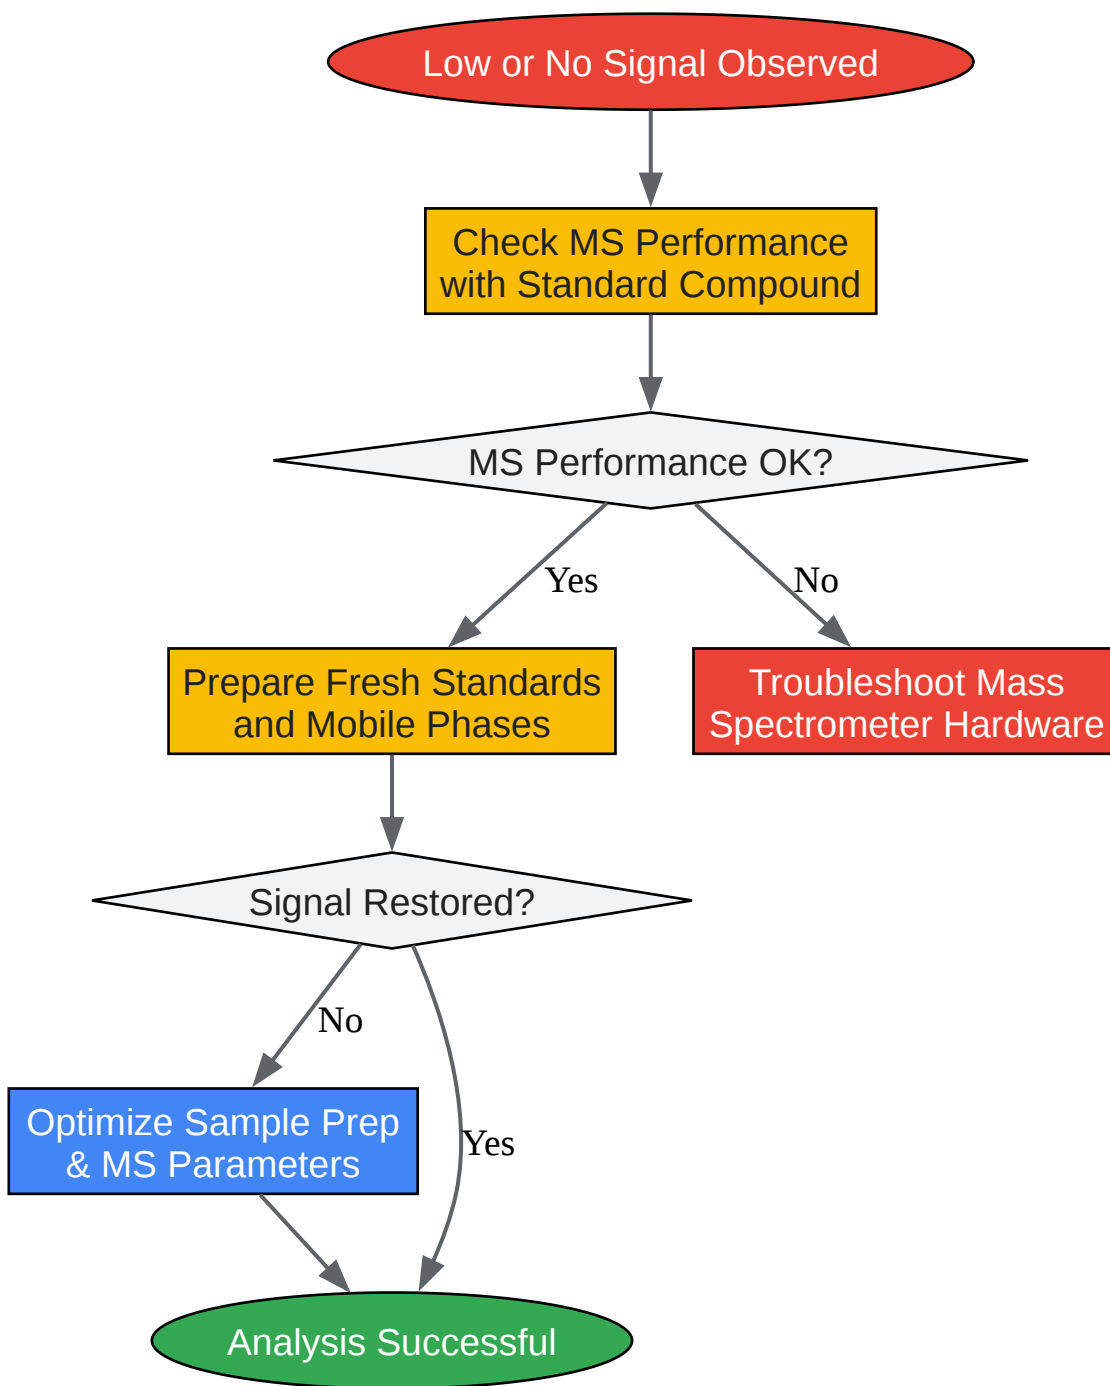 Low or No Signal Observed
Check MS Performance
with Standard Compound
MS Performance OK?
Yes
No
Prepare Fresh Standards
and Mobile Phases
Troubleshoot Mass
Spectrometer Hardware
Signal Restored?
No
Optimize Sample Prep
& MS Parameters
Yes
Analysis Successful